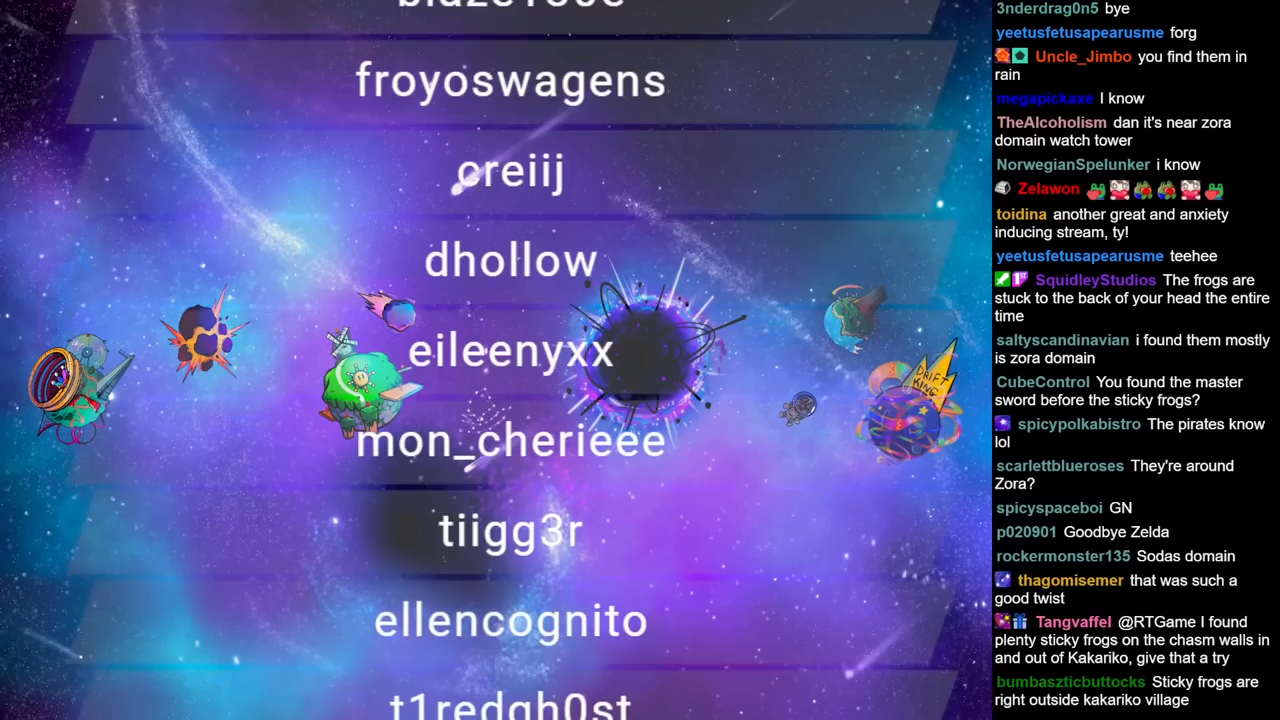 froyoswagens
creiij
dhollow
eileenyxx
mon_cherieee
tiigg3r
ellencognito
t1redgh0st
DRIFT
KING
3nderdrag0n5 bye
yeetusfetusapearusme forg
Uncle_Jimbo you find them in
rain
megapickaxe I know
TheAlcoholism dan it's near zora
domain watch tower
NorwegianSpelunker i know
Zelawon
toidina another great and anxiety
inducing stream, ty!
yeetusfetusapearusme teehee
SquidleyStudios The frogs are
stuck to the back of your head the entire
time
saltyscandinavian i found them mostly
is zora domain
CubeControl You found the master
sword before the sticky frogs?
spicypolkabistro The pirates know
lol
scarlettblueroses They're around
Zora?
spicyspaceboi GN
p020901 Goodbye Zelda
rockermonster135 Sodas domain
thagomisemer that was such a
good twist
Tangvaffel @RTGame I found
plenty sticky frogs on the chasm walls in
and out of Kakariko, give that a try
bumbaszticbuttocks Sticky frogs are
right outside kakariko village